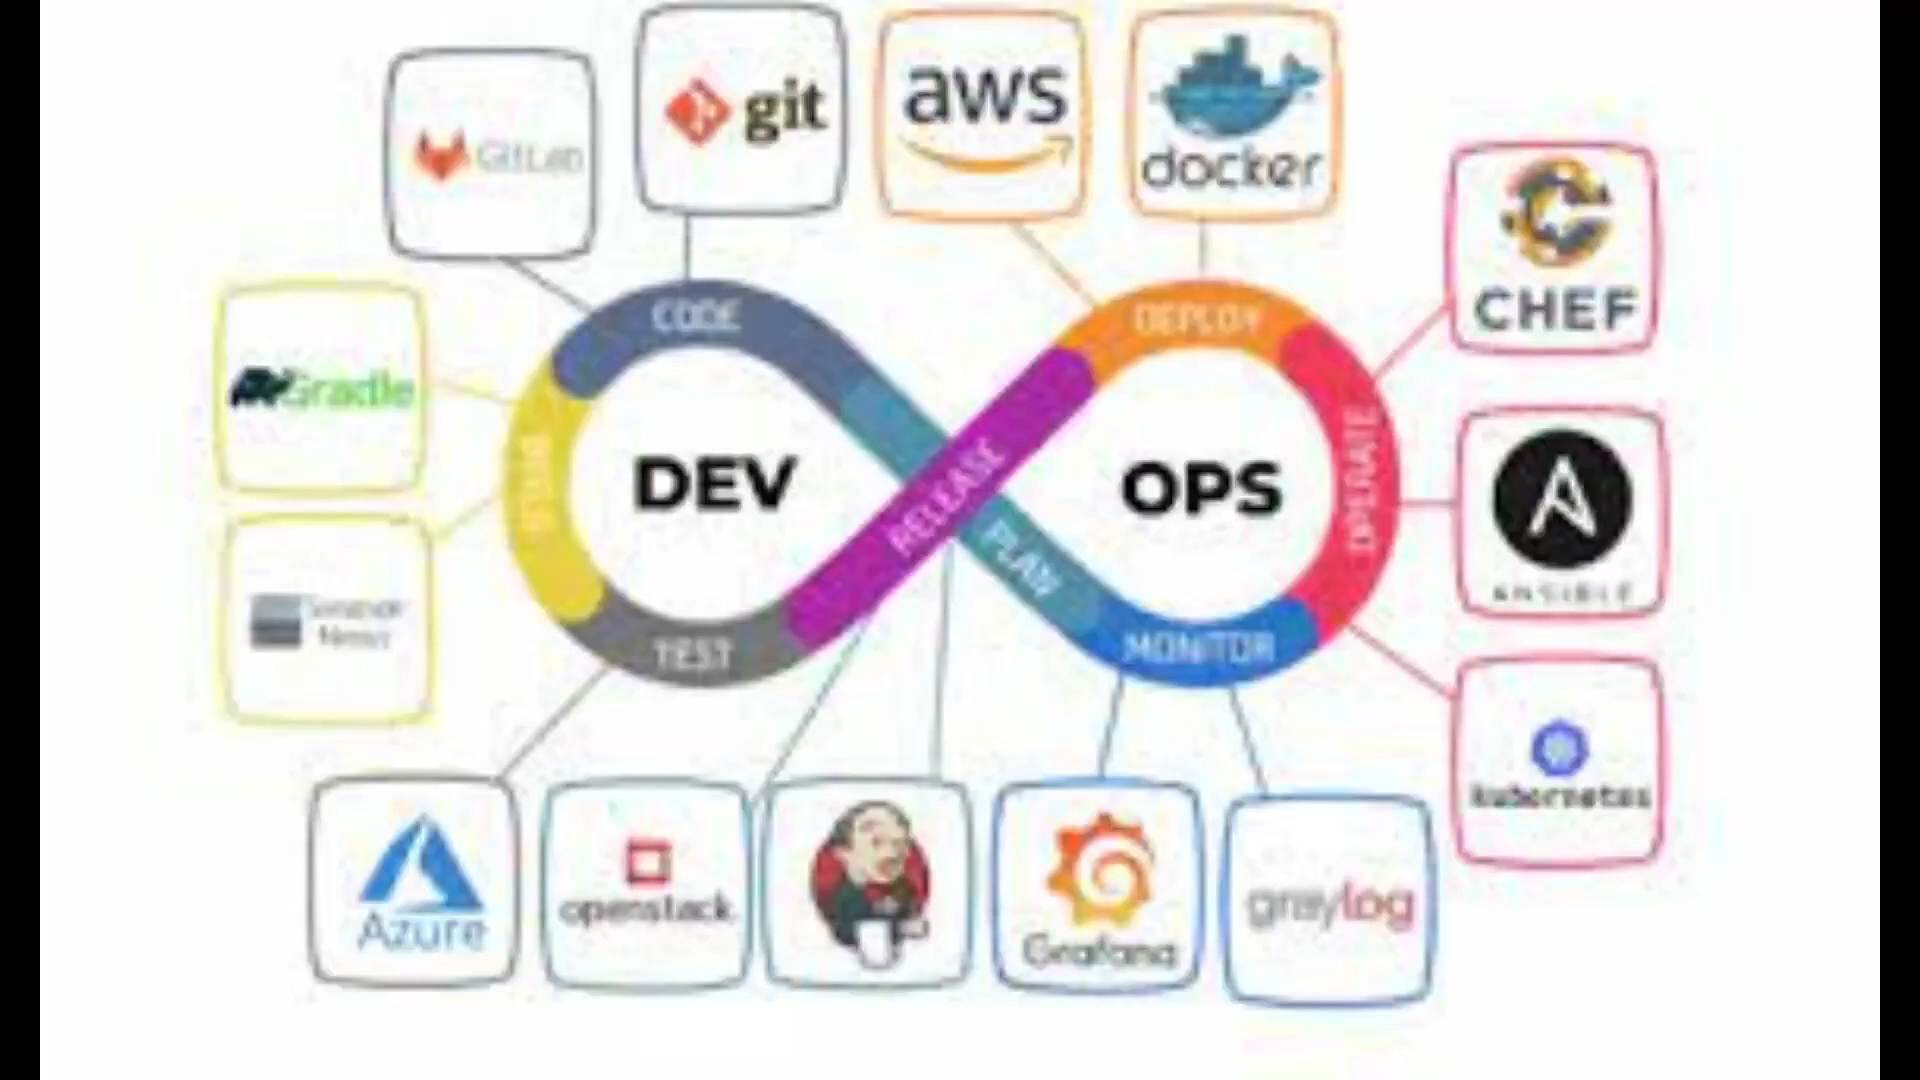 GitLab
git
aws
docker
CHEF
CODE
DEPLOY
Gradle
DEV
OPS
OPERATE
RELEASE
PLAN
ANSIBLE
TEST
MONITOR
kubernetes
Azure
openstack.
Grafana
graylog